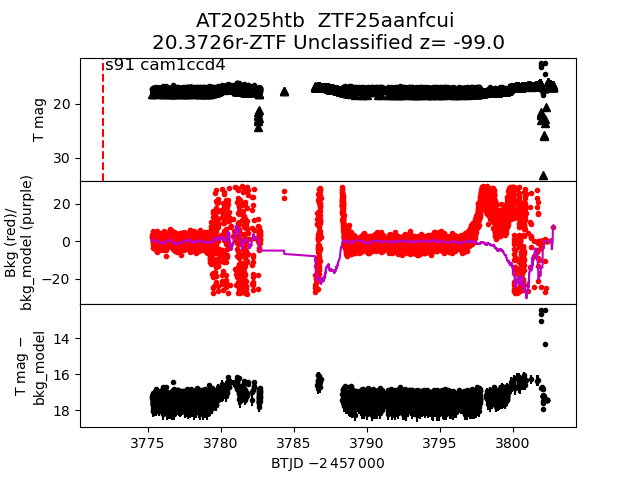 AT2025htb  ZTF25aanfcui
20.3726r-ZTF Unclassified z= -99.0
s91 cam1ccd4
T mag
20
30
Bkg (red)/
bkg_model (purple)
20
0
−20
T mag −
bkg_model
14
16
18
3775 3780 3785 3790 3795 3800
BTJD −2 457 000